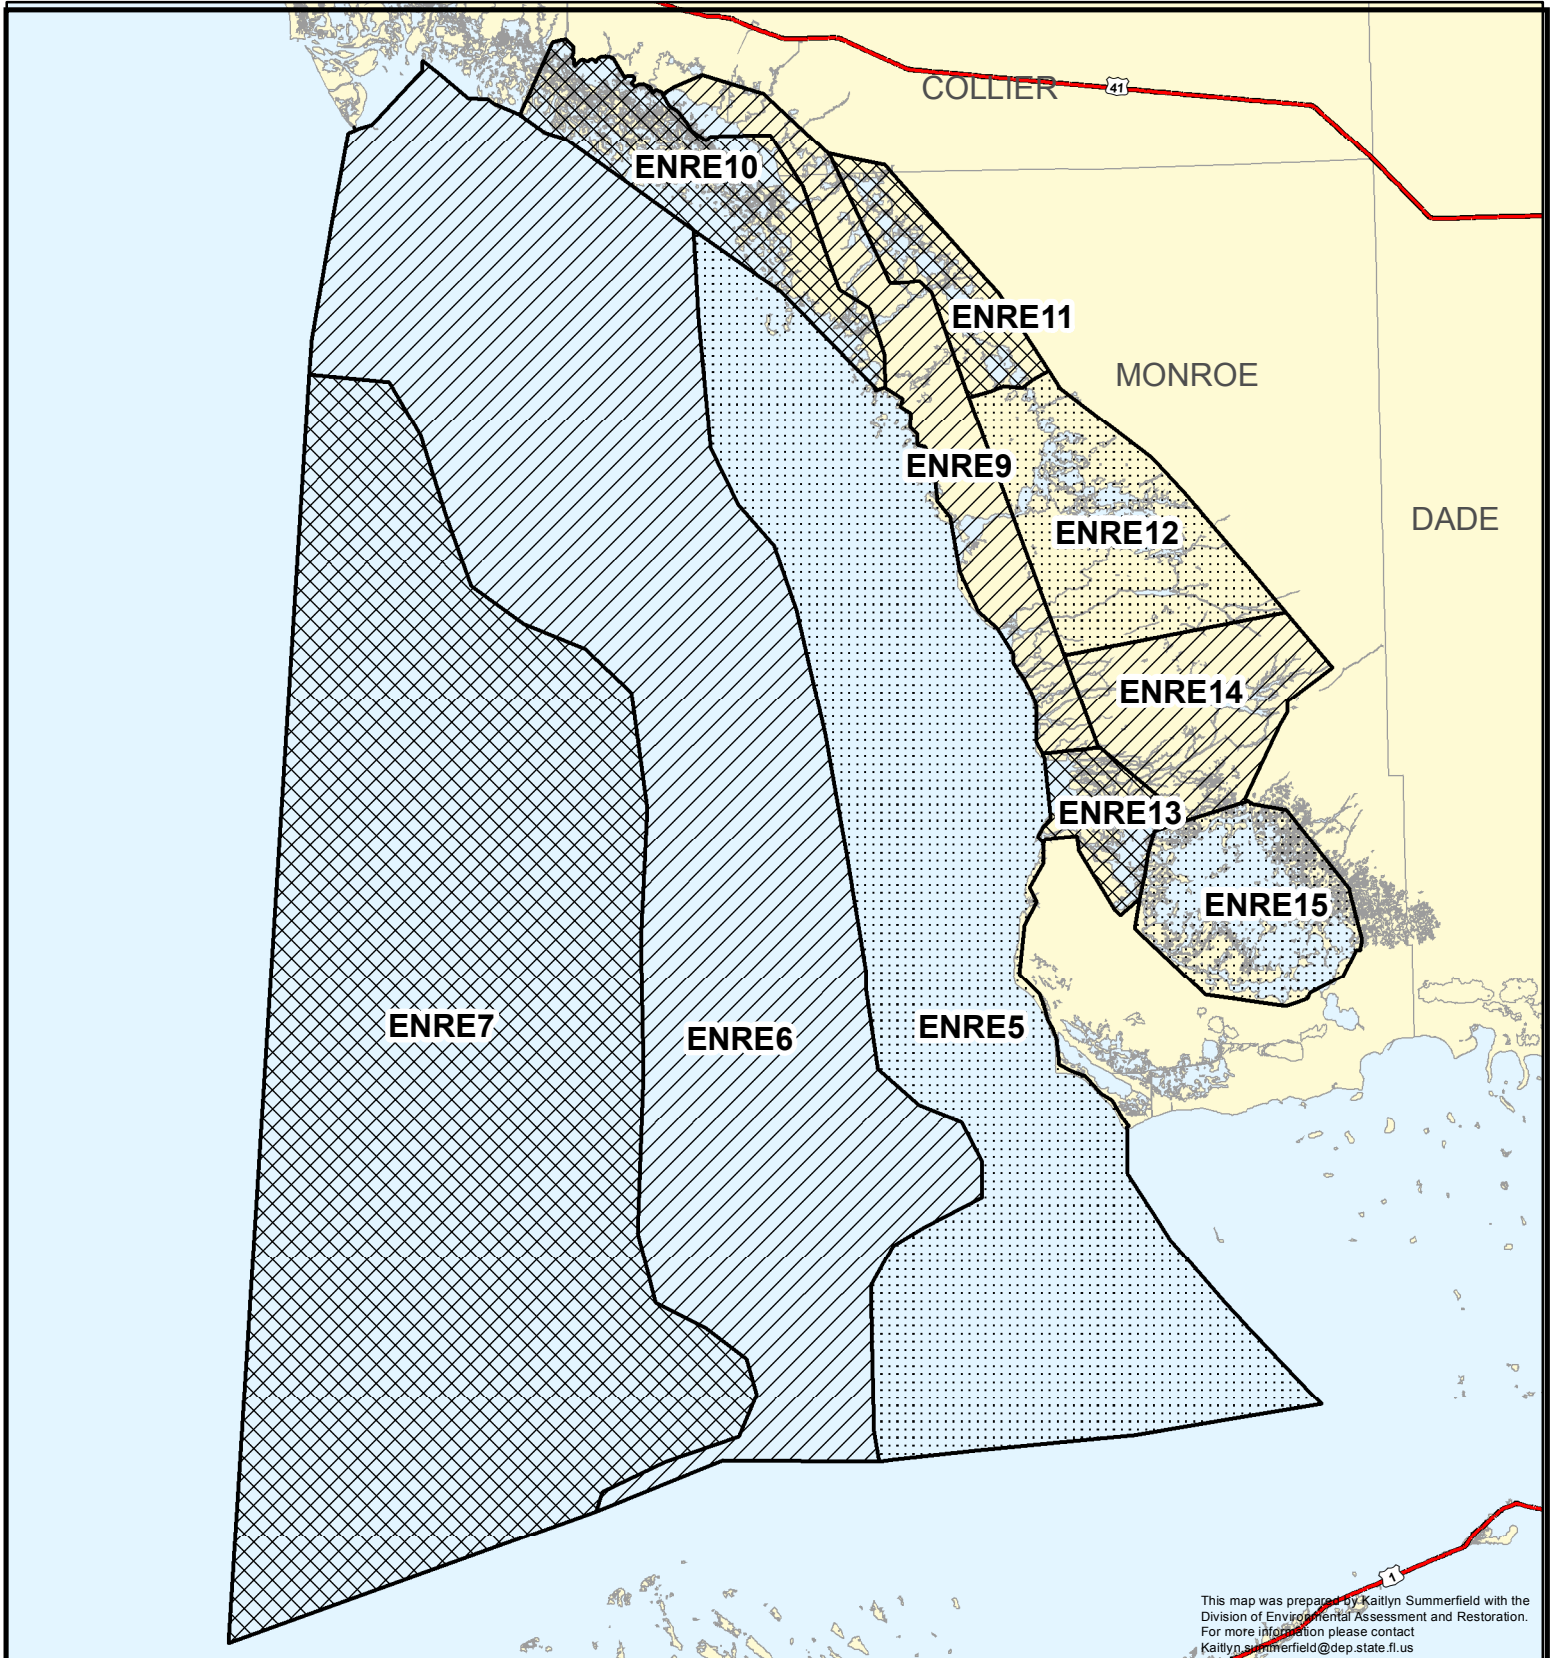 COLLIER
41
ENRE10
ENRE11
MONROE
ENRE9
DADE
ENRE12
ENRE14
ENRE13
ENRE15
ENRE7
ENRE6
ENRE5
1
This map was prepared by Kaitlyn Summerfield with the
Division of Environmental Assessment and Restoration.
For more information please contact
Kaitlyn.summerfield@dep.state.fl.us